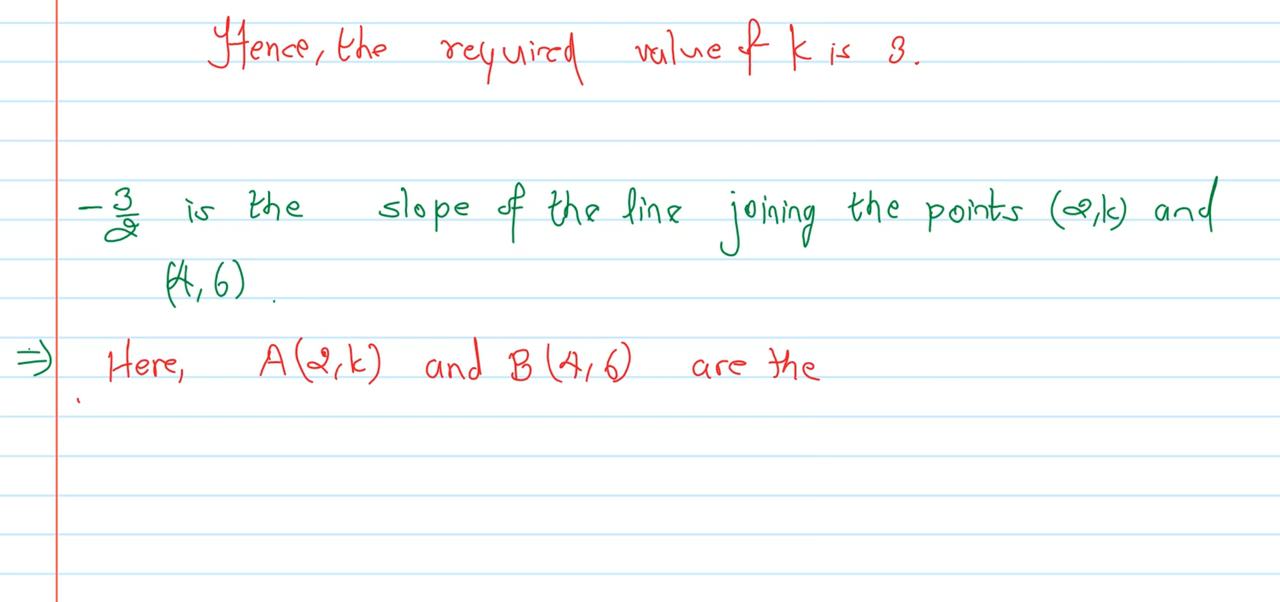 Hence, the required value of k is 3.
-3/2 is the slope of the line joining the points (2,k) and
(4,6).
⇒ Here, A(2,k) and B(4,6) are the